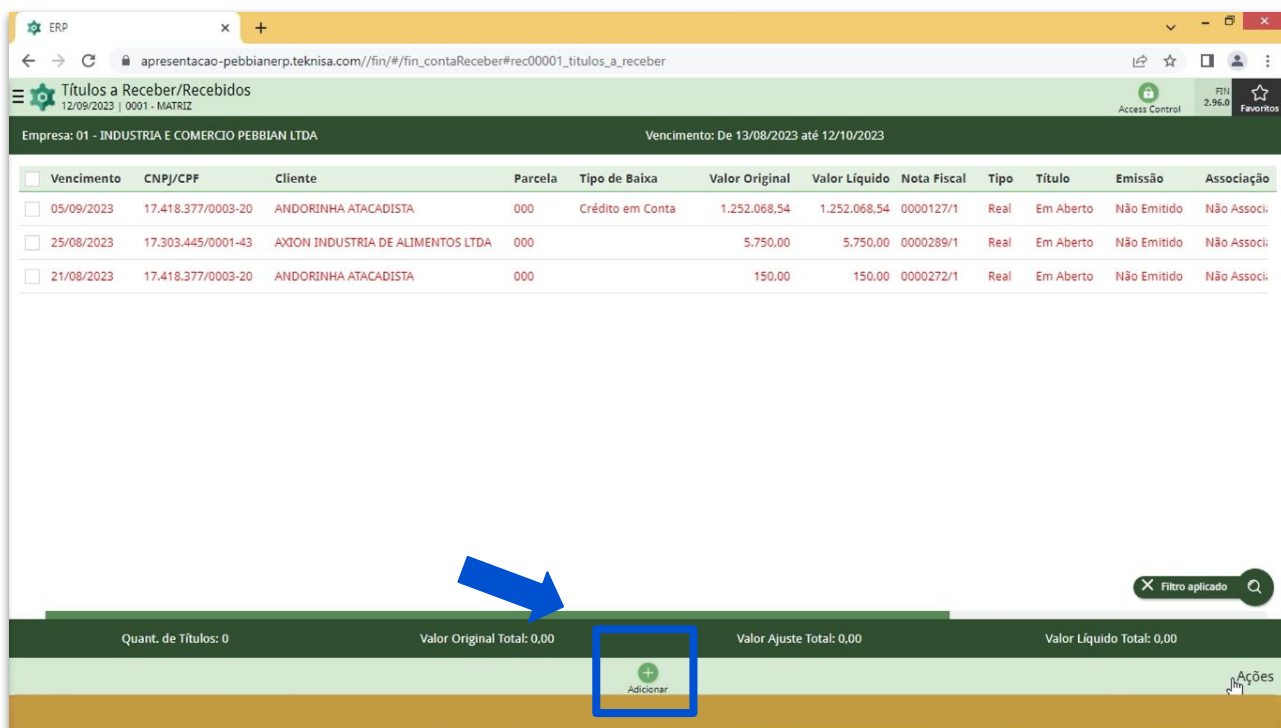 ERP
apresentacao-pebbianerp.teknisa.com//fin/#/fin_contaReceber#rec00001_titulos_a_receber
Títulos a Receber/Recebidos
12/09/2023 | 0001 - MATRIZ
Access Control
FIN
2.96.0
Favoritos
Empresa: 01 - INDUSTRIA E COMERCIO PEBBIAN LTDA Vencimento: De 13/08/2023 até 12/10/2023
Vencimento CNPJ/CPF Cliente Parcela Tipo de Baixa Valor Original Valor Líquido Nota Fiscal Tipo Título Emissão Associação
05/09/2023 17.418.377/0003-20 ANDORINHA ATACADISTA 000 Crédito em Conta 1.252.068,54 1.252.068,54 0000127/1 Real Em Aberto Não Emitido Não Associ
25/08/2023 17.303.445/0001-43 AXION INDUSTRIA DE ALIMENTOS LTDA 000 5.750,00 5.750,00 0000289/1 Real Em Aberto Não Emitido Não Associ
21/08/2023 17.418.377/0003-20 ANDORINHA ATACADISTA 000 150,00 150,00 0000272/1 Real Em Aberto Não Emitido Não Associ
Filtro aplicado
Quant. de Títulos: 0 Valor Original Total: 0,00 Valor Ajuste Total: 0,00 Valor Líquido Total: 0,00
Adicionar
Ações